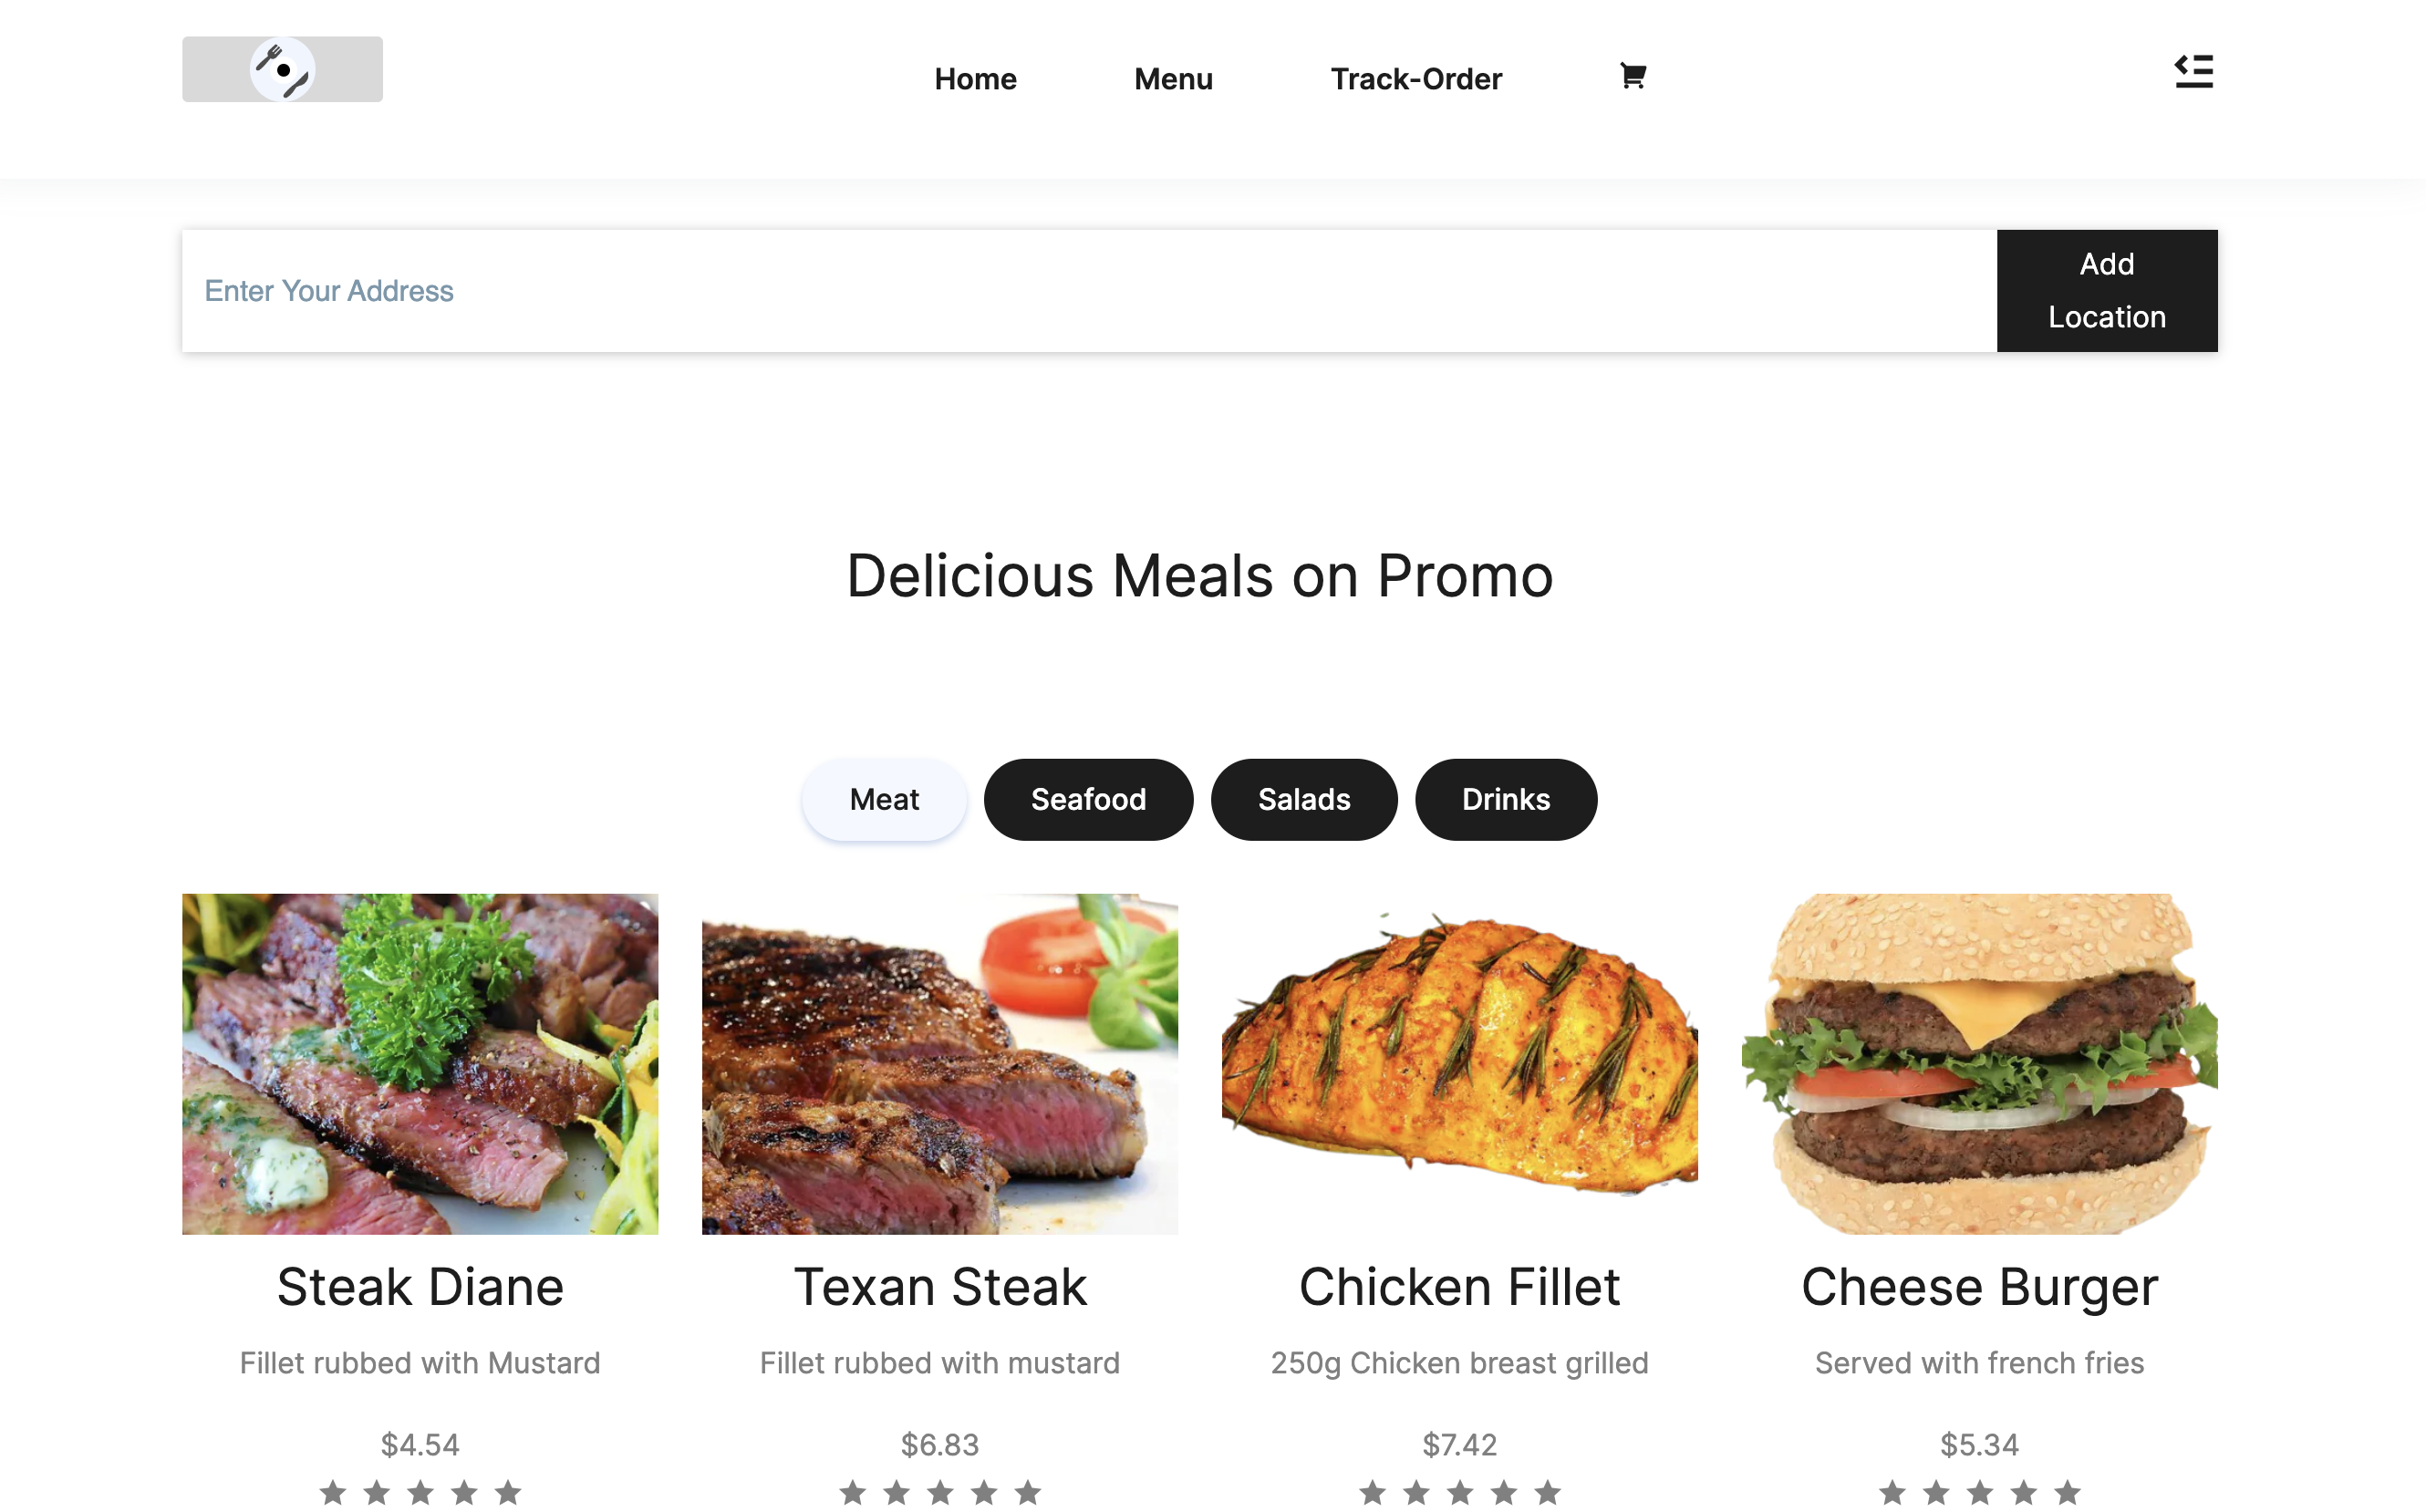 Home Menu Track-Order
Enter Your Address
Add
Location
Delicious Meals on Promo
Meat Seafood Salads Drinks
Steak Diane
Fillet rubbed with Mustard
$4.54
Texan Steak
Fillet rubbed with mustard
$6.83
Chicken Fillet
250g Chicken breast grilled
$7.42
Cheese Burger
Served with french fries
$5.34